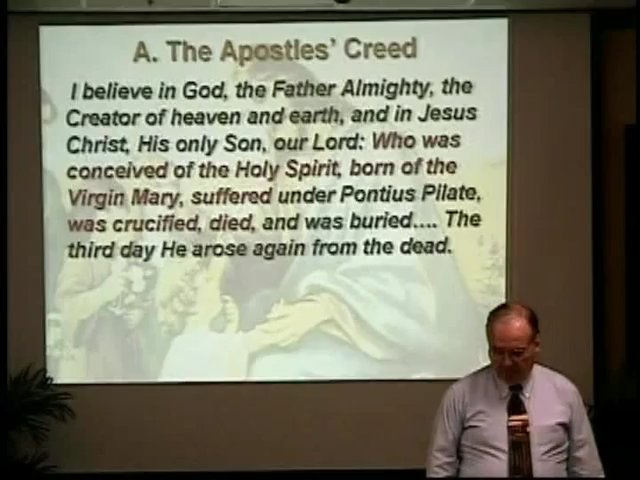 A. The Apostles' Creed
I believe in God, the Father Almighty, the
Creator of heaven and earth, and in Jesus
Christ, His only Son, our Lord: Who was
conceived of the Holy Spirit, born of the
Virgin Mary, suffered under Pontius Pilate,
was crucified, died, and was buried.... The
third day He arose again from the dead.